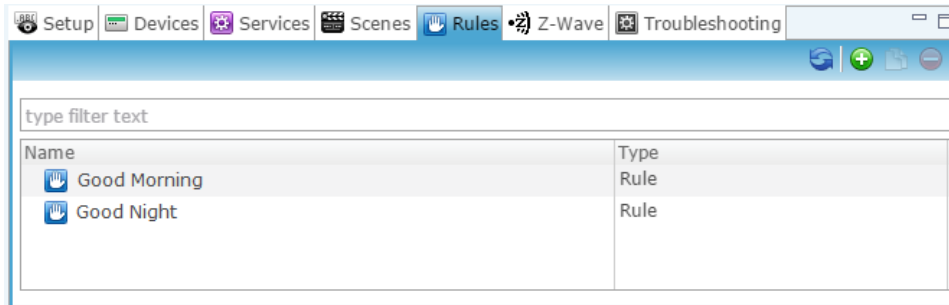 Setup Devices Services Scenes Rules Z-Wave Troubleshooting
type filter text
Name Type
Good Morning Rule
Good Night Rule